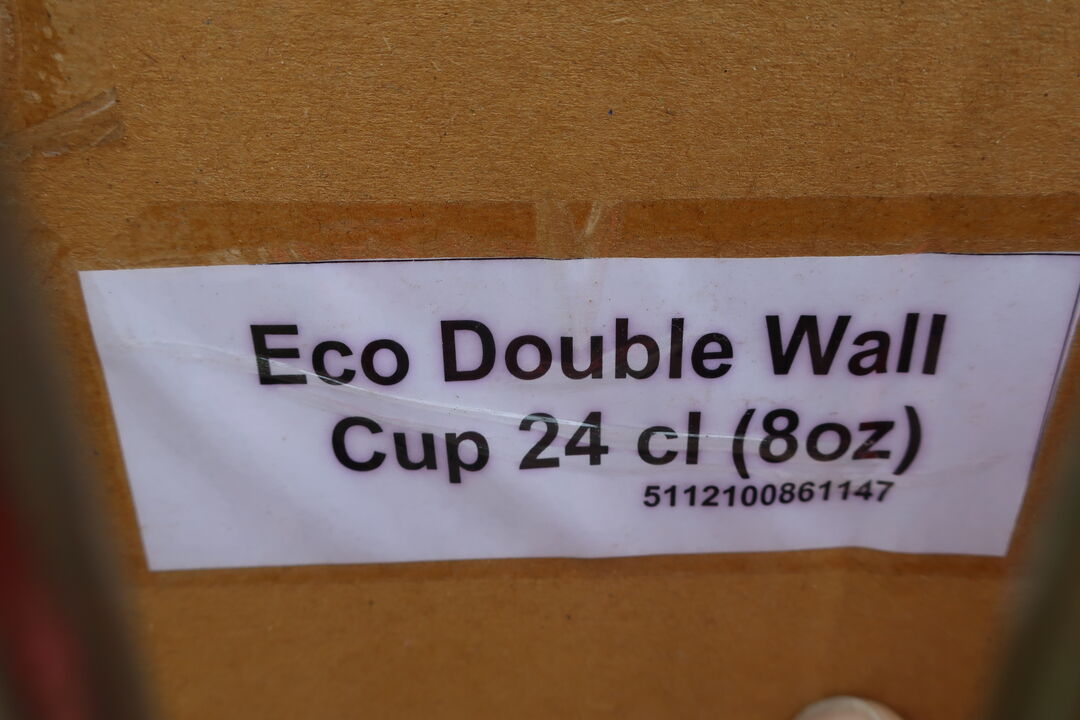 Eco Double Wall
Cup 24 cl (8oz)
5112100861147